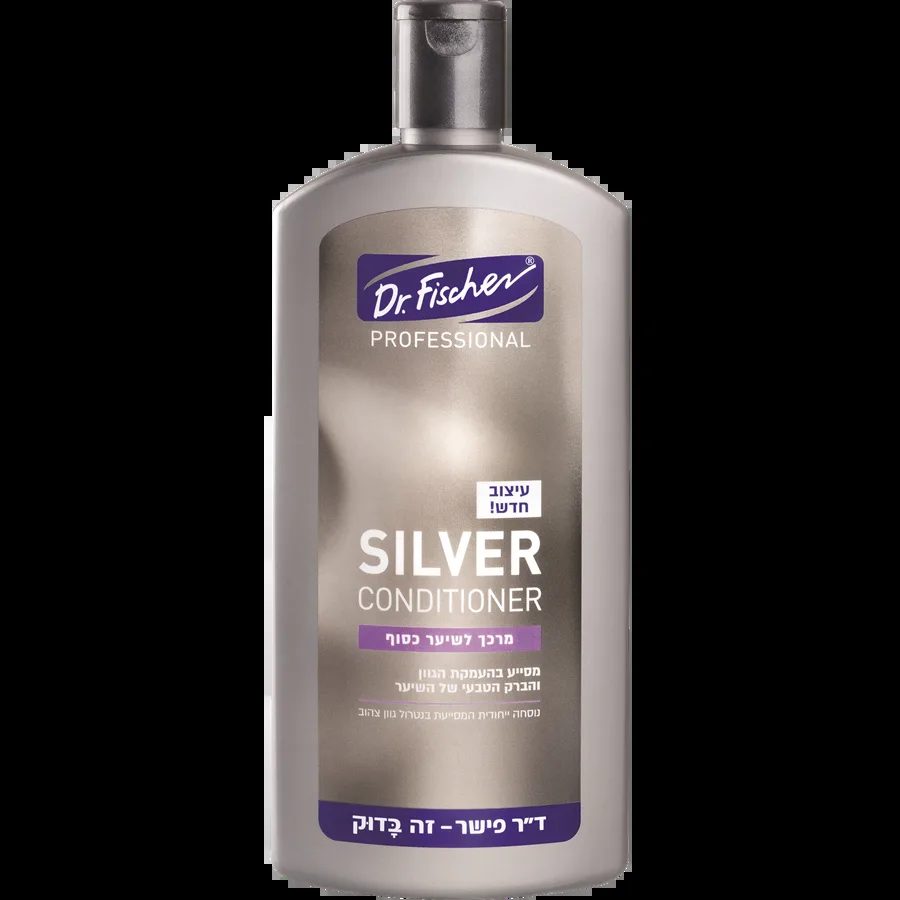 Dr. Fischer®
PROFESSIONAL
עיצוב
חדש!
SILVER
CONDITIONER
מרכך לשיער כסוף
מסייע בהעמקת הגוון
והברק הטבעי של השיער
נוסחה ייחודית המסייעת בנטרול גוון צהוב
ד"ר פישר - זה בָּדוּק